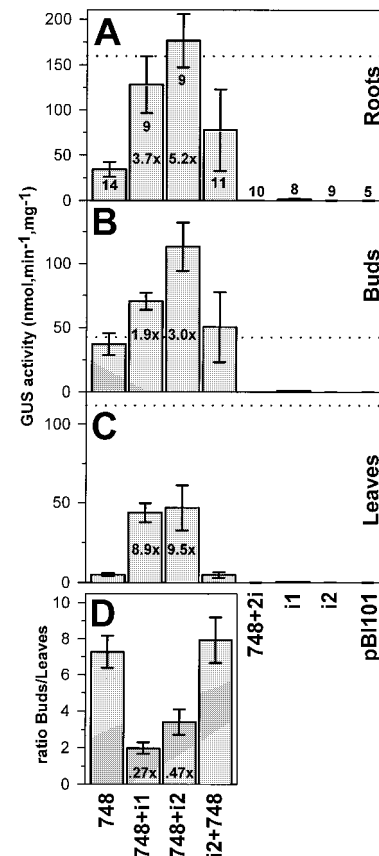 A
Roots
200
150
100
50
0
14
9
3.7x
9
5.2x
11
10
8
9
5
B
Buds
100
50
0
1.9x
3.0x
GUS activity (nmol,min-1,mg-1)
C
Leaves
100
50
0
8.9x
9.5x
748+2i
i1
i2
pBI101
D
ratio Buds/Leaves
10
8
6
4
2
0
.27x
.47x
748
748+i1
748+i2
i2+748